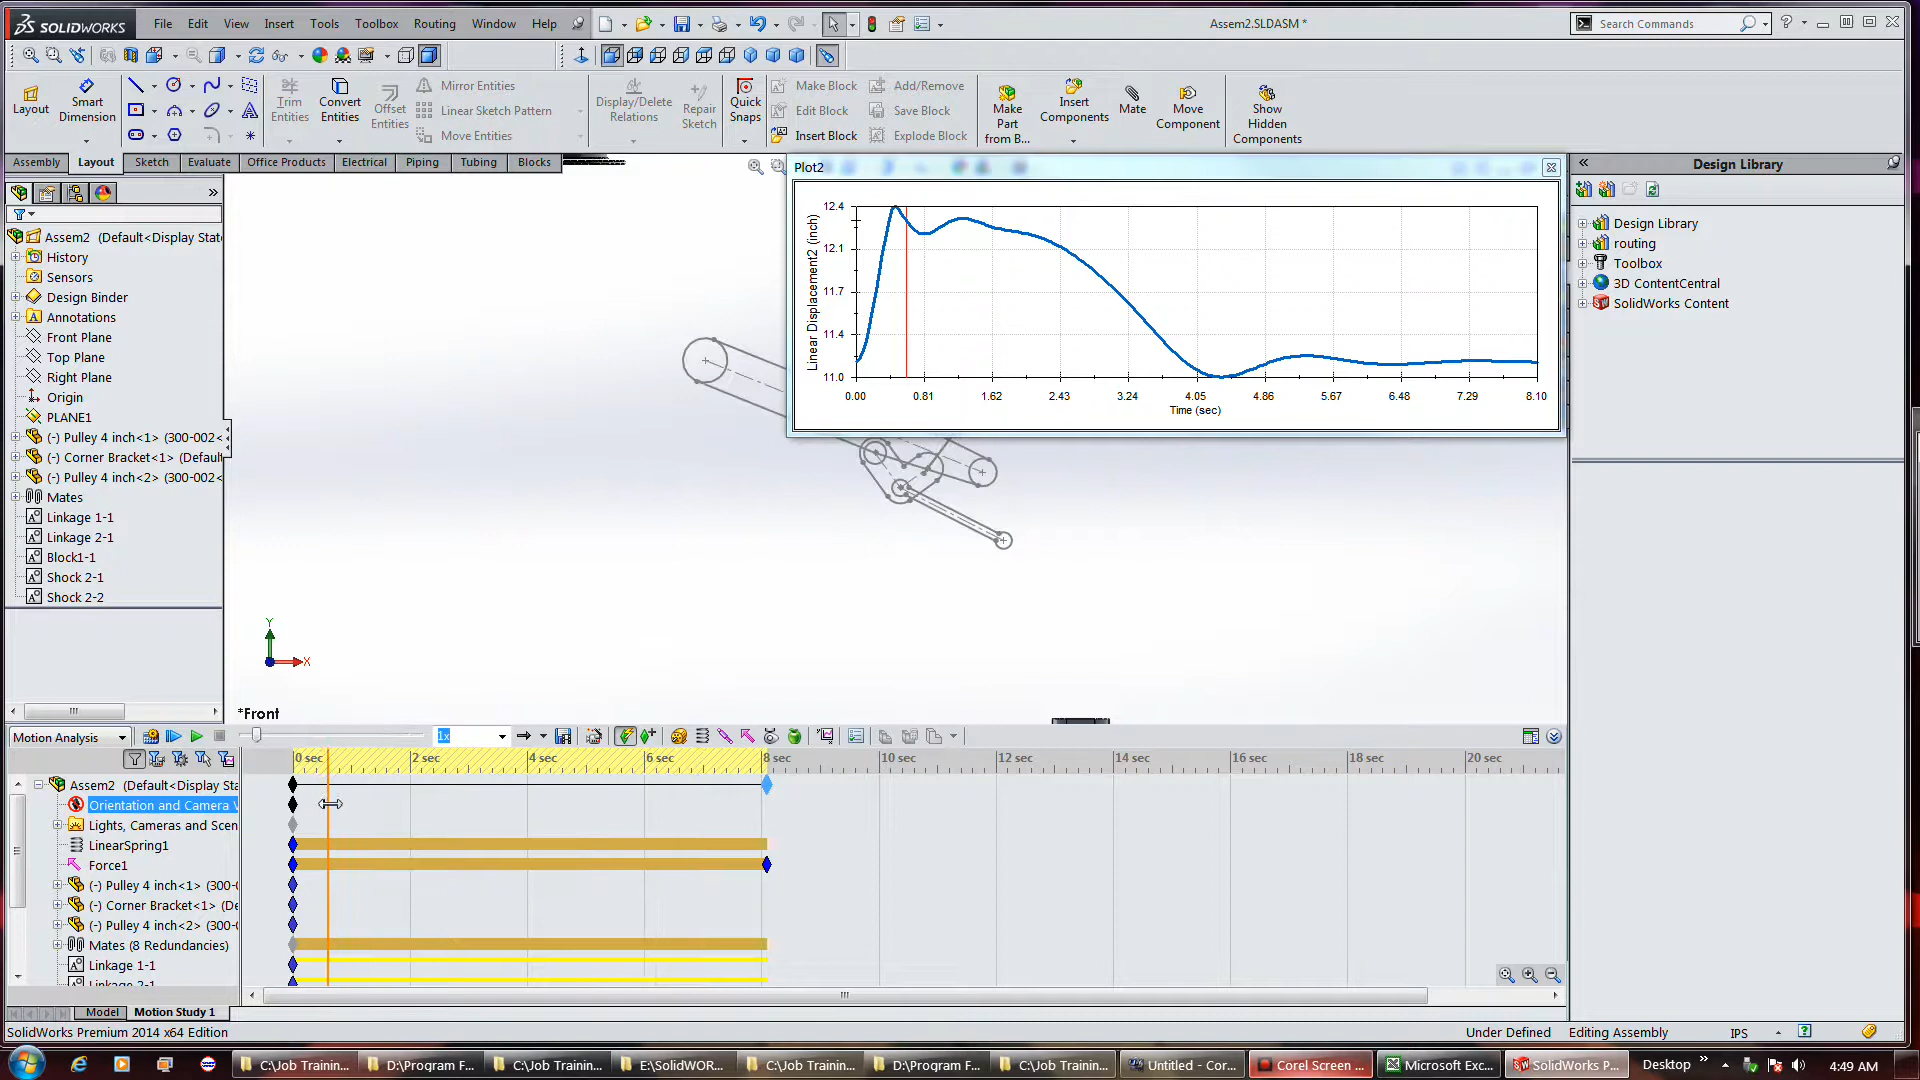 SOLIDWORKS File Edit View Insert Tools Toolbox Routing Window Help Assem2.SLDASM * Search Commands
Layout Smart Dimension Trim Entities Convert Entities Offset Entities Mirror Entities Linear Sketch Pattern Move Entities Display/Delete Relations Repair Sketch Quick Snaps Make Block Edit Block Insert Block Add/Remove Save Block Explode Block Make Part from B... Insert Components Mate Move Component Show Hidden Components
Assembly Layout Sketch Evaluate Office Products Electrical Piping Tubing Blocks
Assem2 (Default<Display Stat
History
Sensors
Design Binder
Annotations
Front Plane
Top Plane
Right Plane
Origin
PLANE1
(-) Pulley 4 inch<1> (300-002<
(-) Corner Bracket<1> (Defaul
(-) Pulley 4 inch<2> (300-002<
Mates
Linkage 1-1
Linkage 2-1
Block1-1
Shock 2-1
Shock 2-2
Plot2
Linear Displacement2 (inch)
12.4
12.1
11.7
11.4
11.0
0.00 0.81 1.62 2.43 3.24 4.05 4.86 5.67 6.48 7.29 8.10
Time (sec)
Design Library
Design Library
routing
Toolbox
3D ContentCentral
SolidWorks Content
Y
X
*Front
Motion Analysis 1x
0 sec 2 sec 4 sec 6 sec 8 sec 10 sec 12 sec 14 sec 16 sec 18 sec 20 sec
Assem2 (Default<Display Sta
Orientation and Camera V
Lights, Cameras and Scen
LinearSpring1
Force1
(-) Pulley 4 inch<1> (300-0
(-) Corner Bracket<1> (De
(-) Pulley 4 inch<2> (300-0
Mates (8 Redundancies)
Linkage 1-1
Linkage 2-1
Model Motion Study 1
SolidWorks Premium 2014 x64 Edition Under Defined Editing Assembly IPS
C:\Job Trainin... D:\Program F... C:\Job Trainin... E:\SolidWOR... C:\Job Trainin... D:\Program F... C:\Job Trainin... Untitled - Cor... Corel Screen ... Microsoft Exc... SolidWorks P... Desktop 4:49 AM